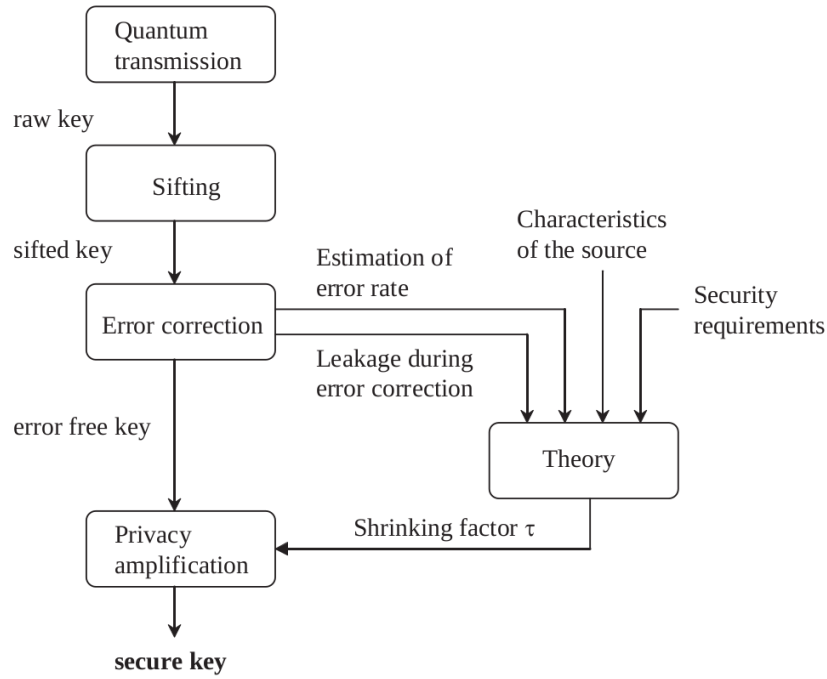 Quantum
transmission
raw key
Sifting
sifted key
Characteristics
of the source
Estimation of
error rate
Security
requirements
Error correction
Leakage during
error correction
error free key
Theory
Shrinking factor τ
Privacy
amplification
secure key